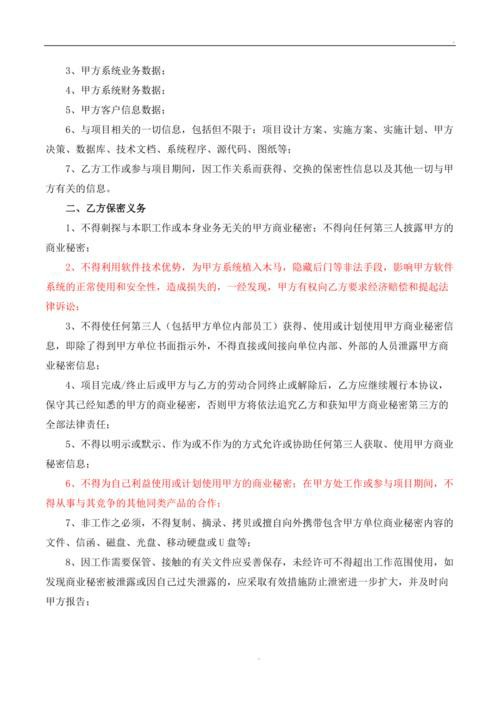 3、甲方系统业务数据；
4、甲方系统财务数据；
5、甲方客户信息数据；
6、与项目相关的一切信息，包括但不限于：项目设计方案、实施方案、实施计划、甲方
决策、数据库、技术文档、系统程序、源代码、图纸等；
7、乙方工作或参与项目期间，因工作关系而获得、交换的保密性信息以及其他一切与甲
方有关的信息。
二、乙方保密义务
1、不得刺探与本职工作或本身业务无关的甲方商业秘密；不得向任何第三人披露甲方的
商业秘密；
2、不得利用软件技术优势，为甲方系统植入木马，隐藏后门等非法手段，影响甲方软件
系统的正常使用和安全性，造成损失的，一经发现，甲方有权向乙方要求经济赔偿和提起法
律诉讼；
3、不得使任何第三人（包括甲方单位内部员工）获得、使用或计划使用甲方商业秘密信
息，即除了得到甲方单位书面指示外，不得直接或间接向单位内部、外部的人员泄露甲方商
业秘密信息；
4、项目完成/终止后或甲方与乙方的劳动合同终止或解除后，乙方应继续履行本协议，
保守其已经知悉的甲方的商业秘密，否则甲方将依法追究乙方和获知甲方商业秘密第三方的
全部法律责任；
5、不得以明示或默示、作为或不作为的方式允许或协助任何第三人获取、使用甲方商业
秘密信息；
6、不得为自己利益使用或计划使用甲方的商业秘密；在甲方处工作或参与项目期间，不
得从事与其竞争的其他同类产品的合作；
7、非工作之必须，不得复制、摘录、拷贝或擅自向外携带包含甲方单位商业秘密内容的
文件、信函、磁盘、光盘、移动硬盘或U盘等；
8、因工作需要保管、接触的有关文件应妥善保存，未经许可不得超出工作范围使用，如
发现商业秘密被泄露或因自己过失泄露的，应采取有效措施防止泄密进一步扩大，并及时向
甲方报告；